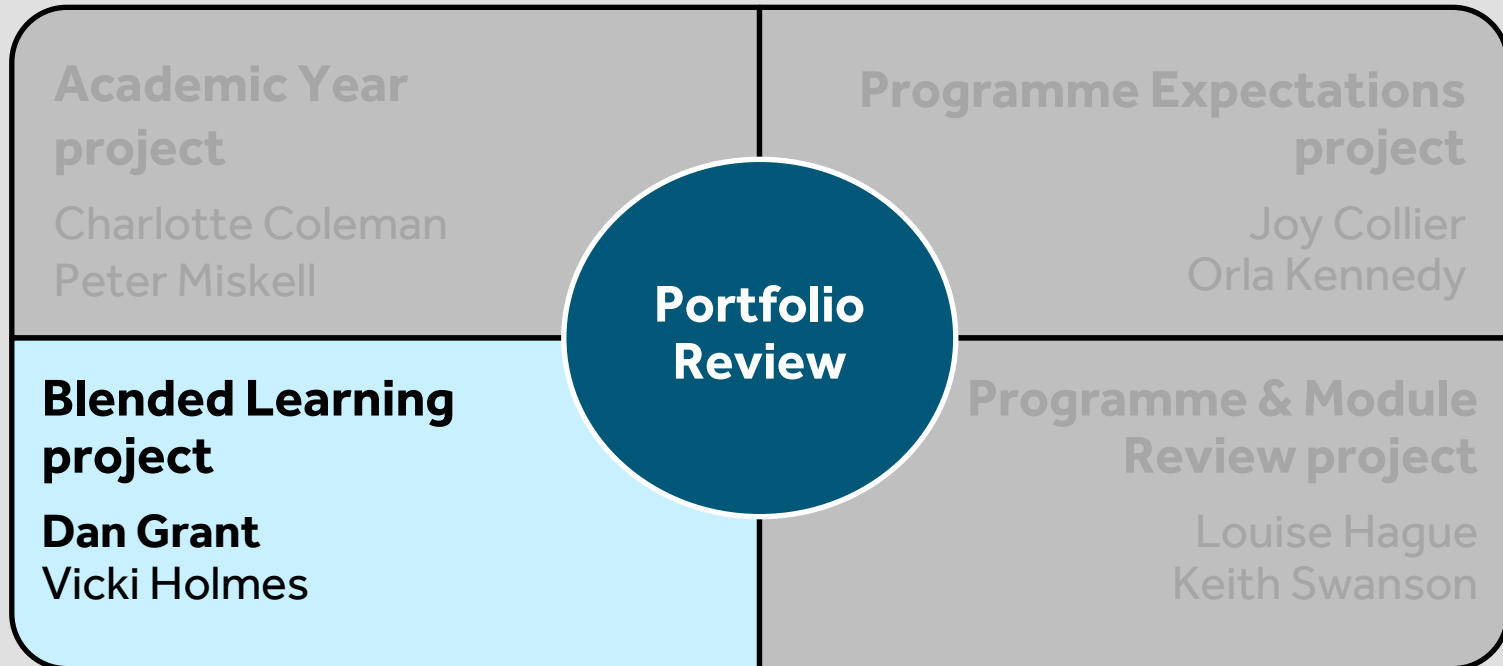 Academic Year
project
Charlotte Coleman
Peter Miskell
Programme Expectations
project
Joy Collier
Orla Kennedy
Portfolio
Review
Blended Learning
project
Dan Grant
Vicki Holmes
Programme & Module
Review project
Louise Hague
Keith Swanson